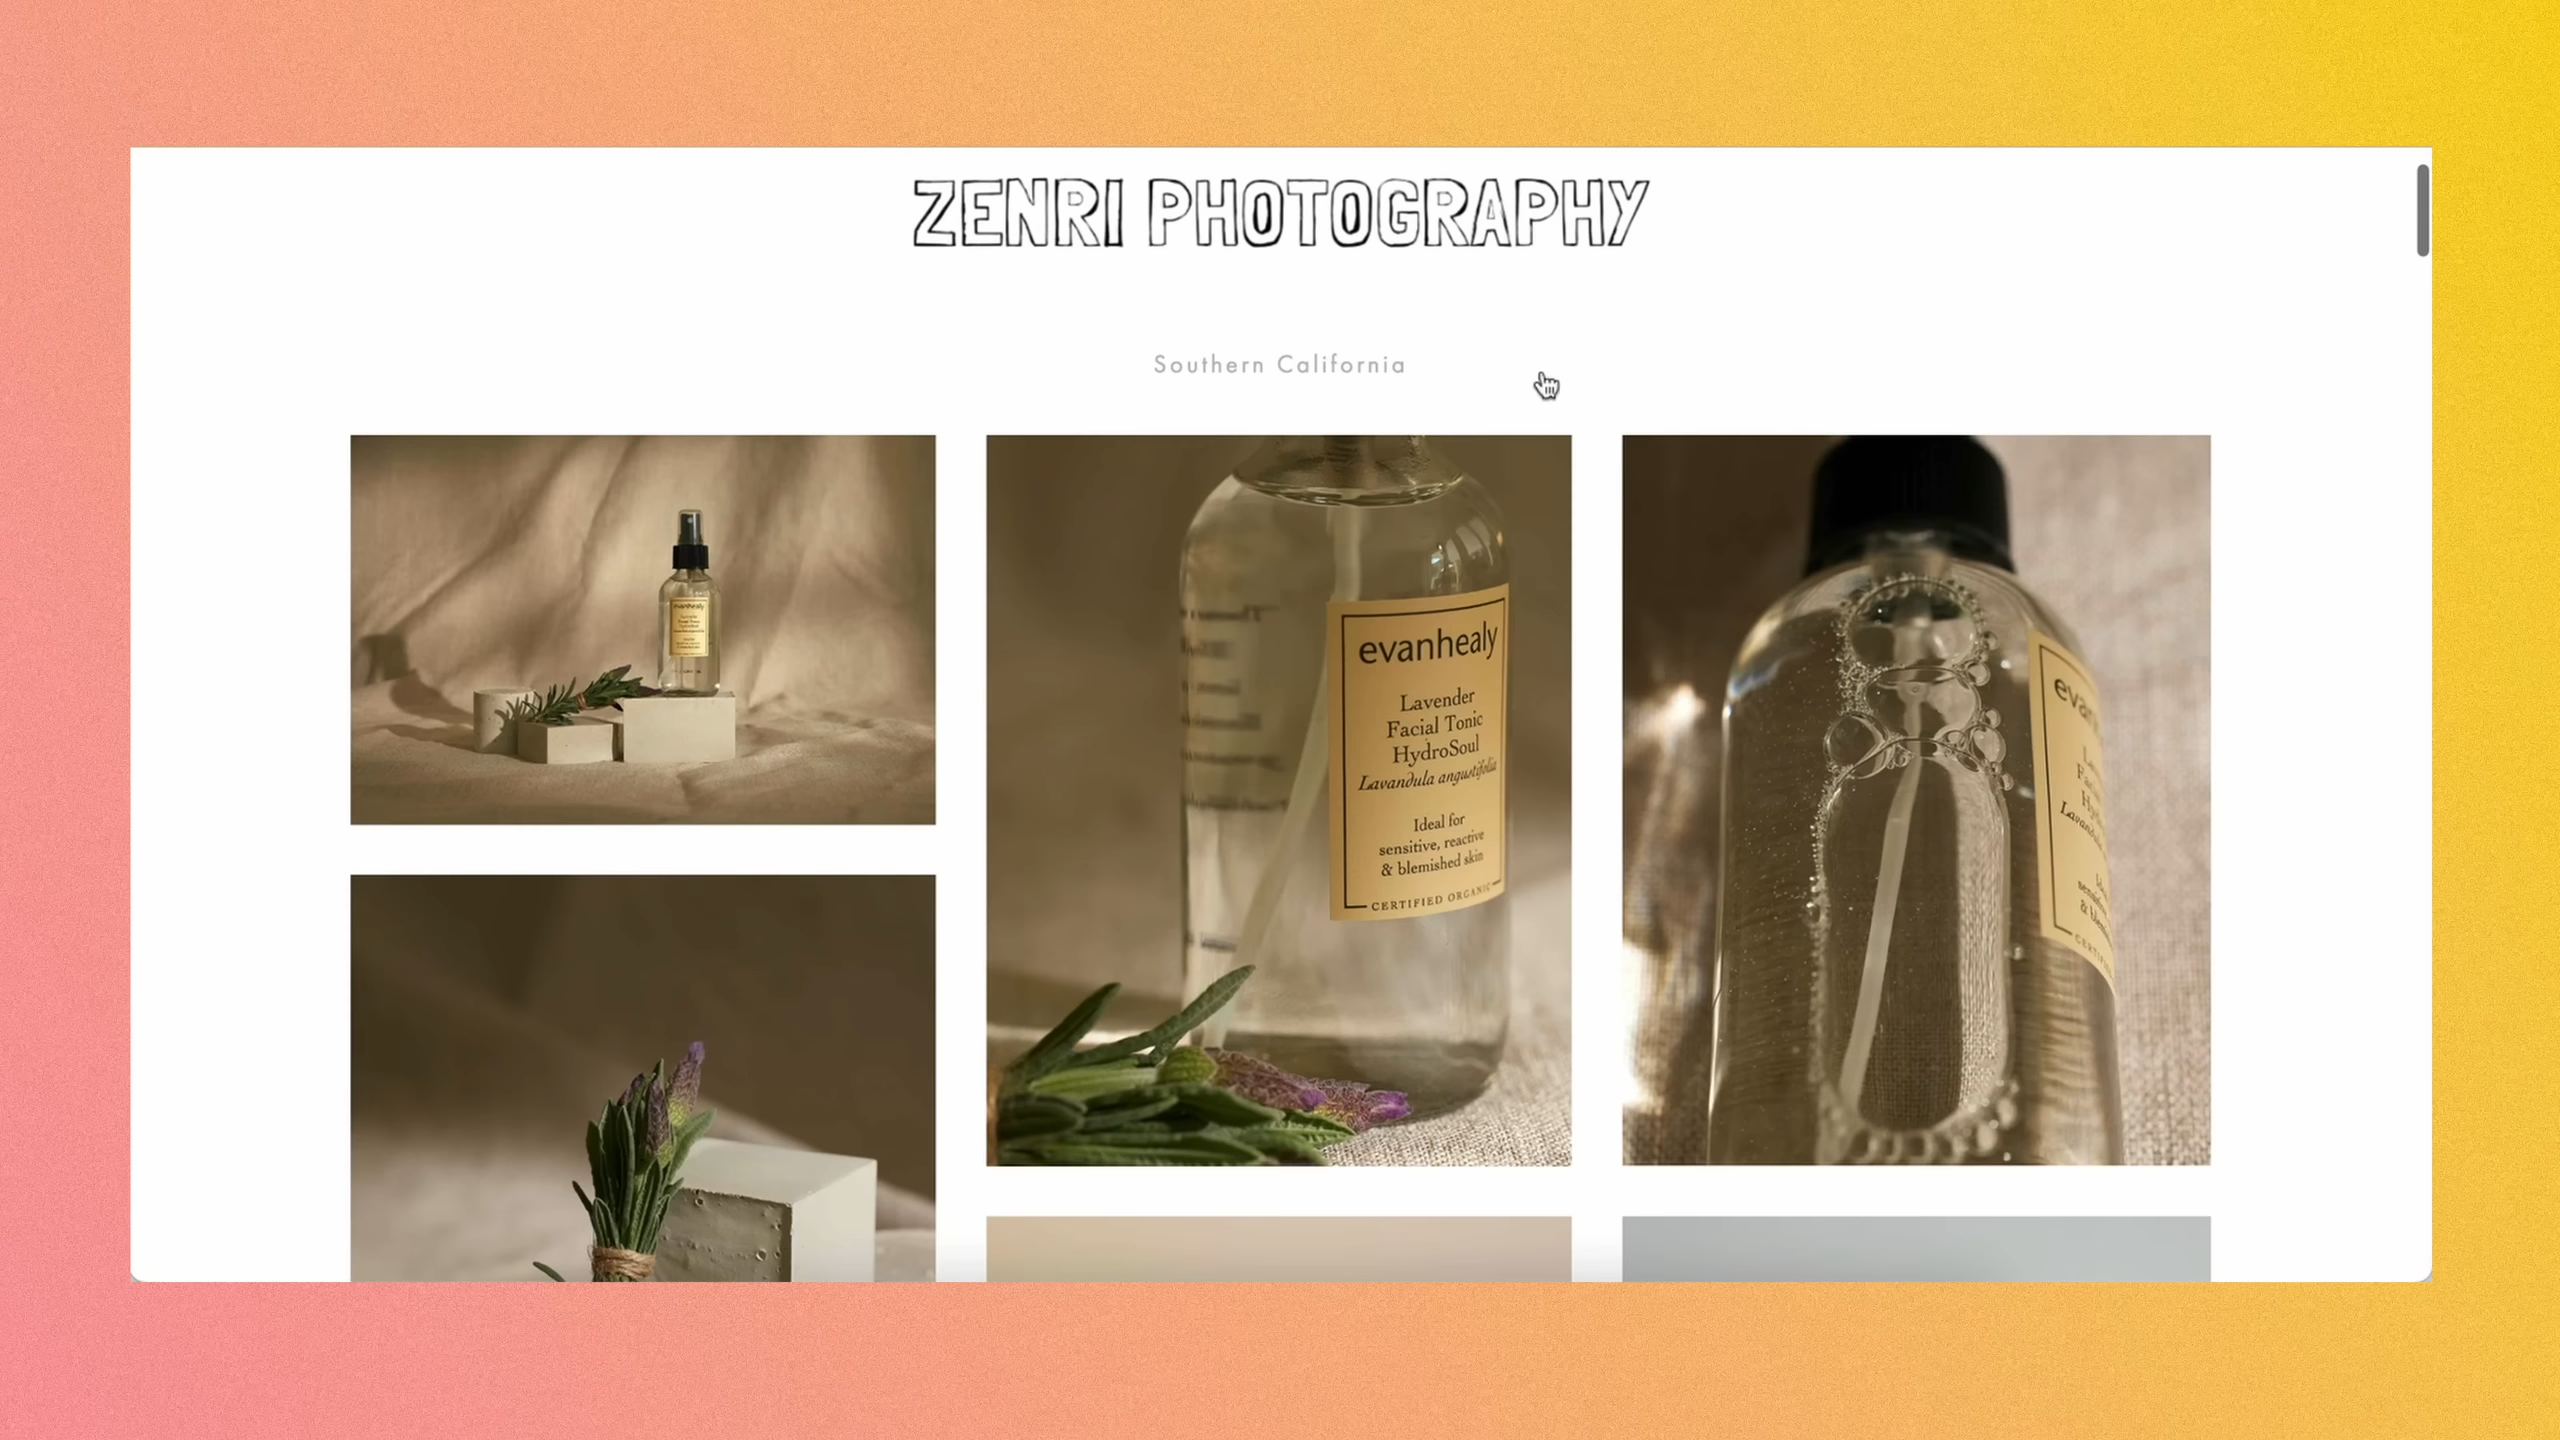 ZENRI PHOTOGRAPHY
Southern California
evanhealy
evanhealy
Lavender
Facial Tonic
HydroSoul
Lavandula angustifolia
Ideal for
sensitive, reactive
& blemished skin
CERTIFIED ORGANIC